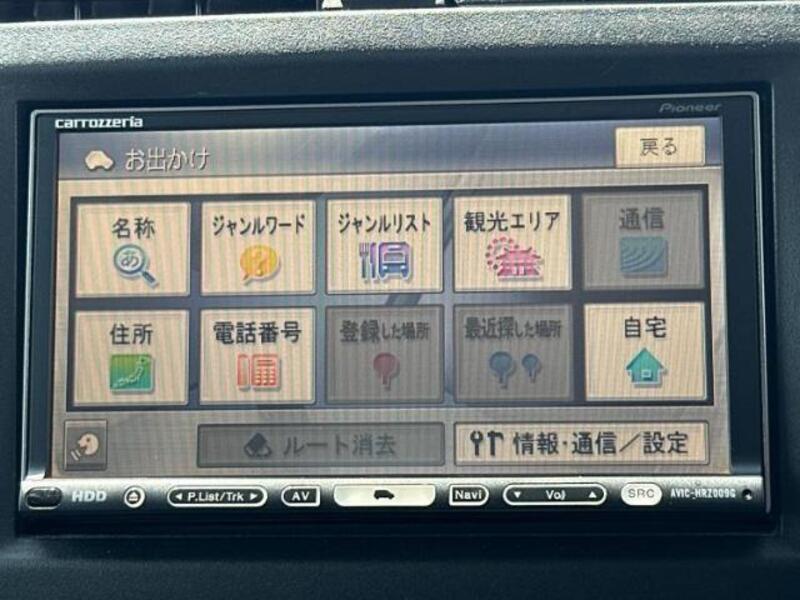 carrozzeria
Pioneer
お出かけ
戻る
名称
あ
ジャンルワード
?
ジャンルリスト
観光エリア
通信
住所
電話番号
登録した場所
最近探した場所
自宅
ルート消去
情報・通信／設定
HDD
P.List/Trk
AV
Navi
Vol
SRC
AVIC-HRZ009G